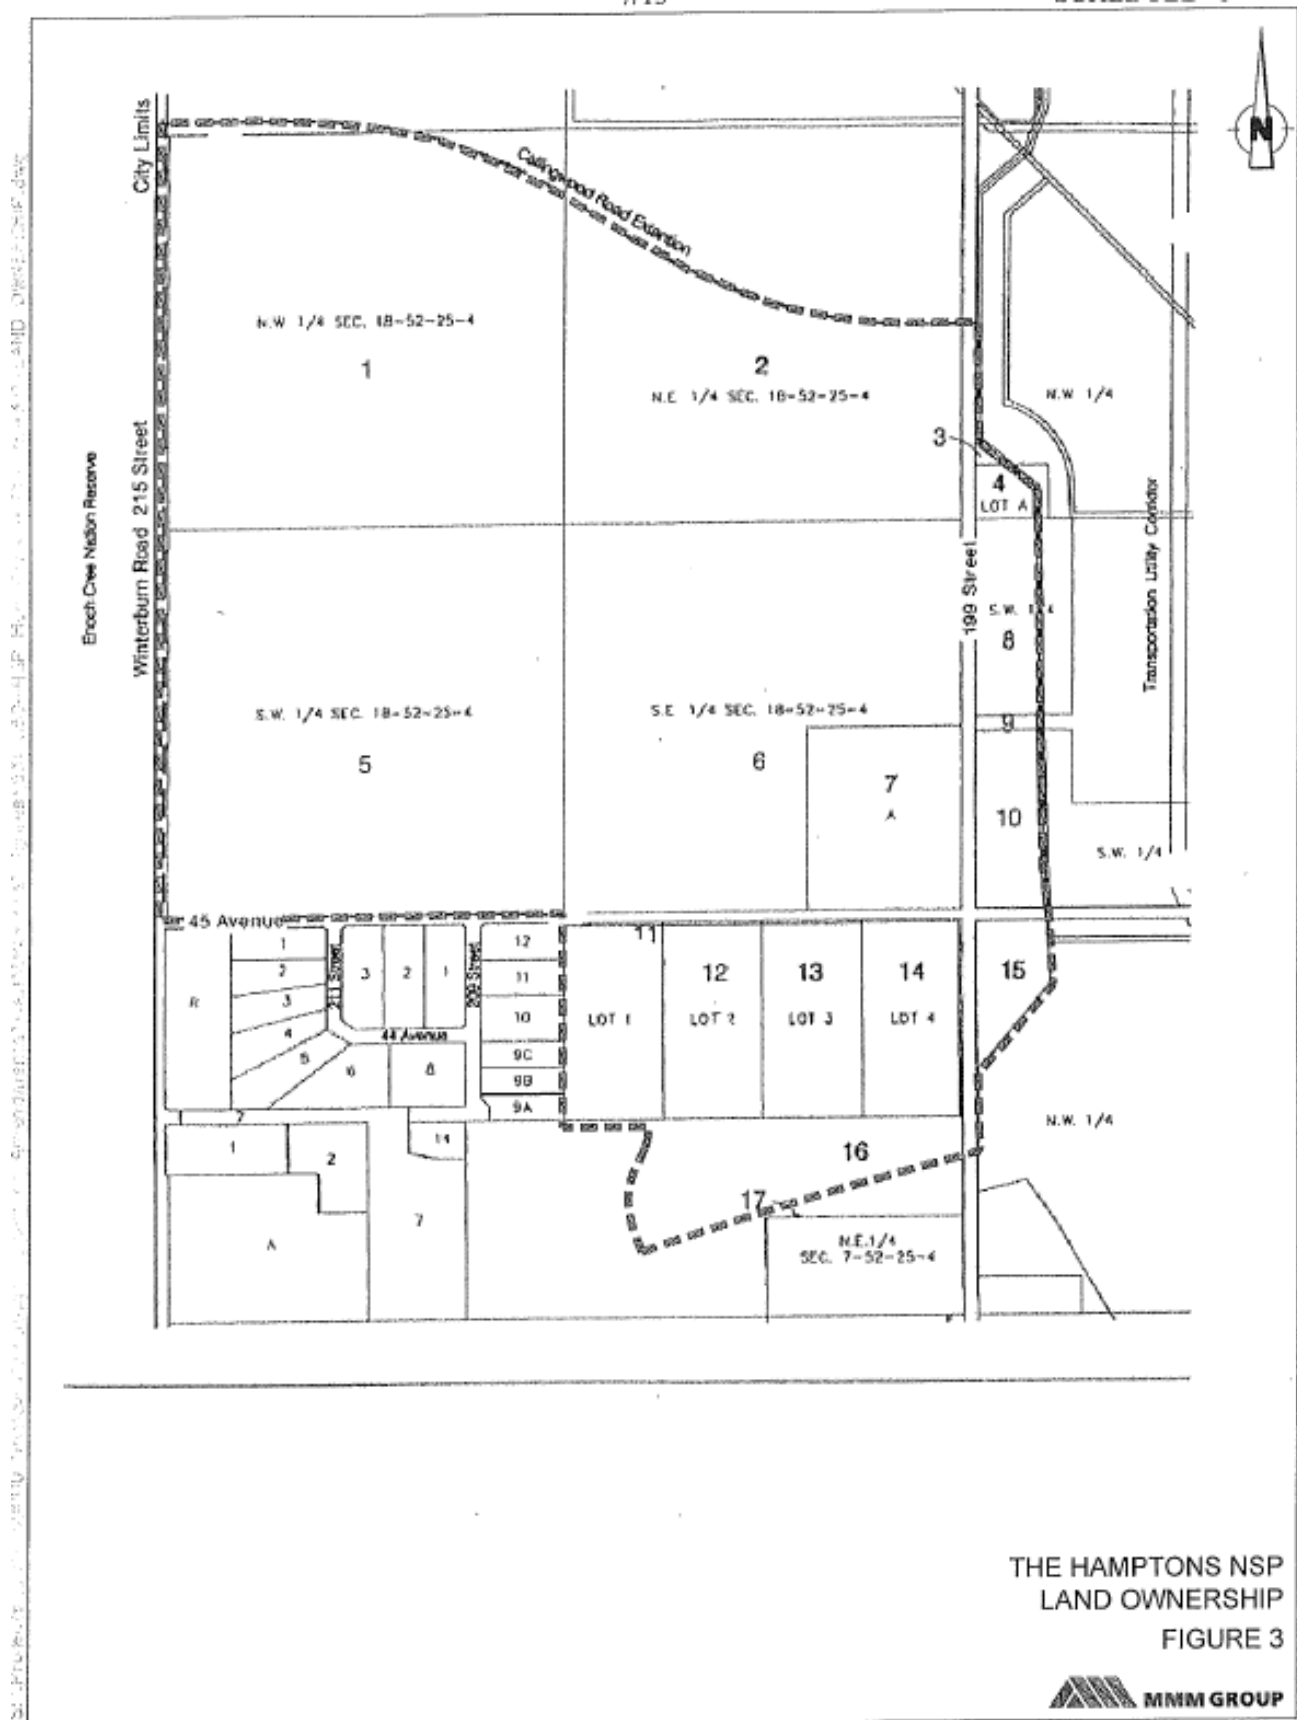 City Limits
Collingwood Road Extention
N
N.W 1/4 SEC. 18-52-25-4
1
2
N.E 1/4 SEC. 18-52-25-4
N.W 1/4
3
4
LOT A
Enoch Cree Nation Reserve
Winterburn Road 215 Street
199 Street
Transportation Utility Corridor
S.W. 1/4
8
9
S.W. 1/4 SEC. 18-52-25-4
5
S.E 1/4 SEC. 18-52-25-4
6
7
A
10
S.W. 1/4
45 Avenue
1
2
3
4
5
6
R
211 Street
3
2
1
209 Street
44 Avenue
8
12
11
10
9C
9B
9A
11
LOT 1
12
LOT 2
13
LOT 3
14
LOT 4
15
N.W. 1/4
1
2
A
14
7
16
17
N.E.1/4
SEC. 7-52-25-4
THE HAMPTONS NSP
LAND OWNERSHIP
FIGURE 3
MMM GROUP